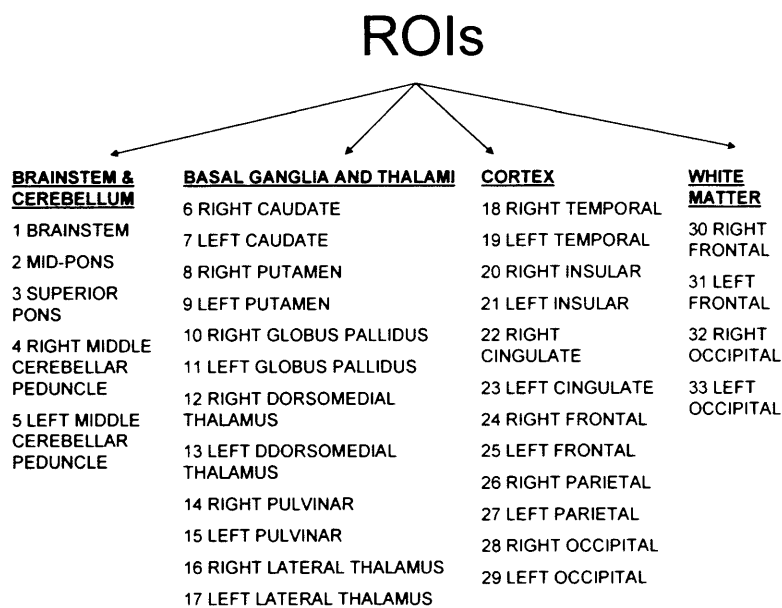 ROIs
BRAINSTEM &
CEREBELLUM
1 BRAINSTEM
2 MID-PONS
3 SUPERIOR
PONS
4 RIGHT MIDDLE
CEREBELLAR
PEDUNCLE
5 LEFT MIDDLE
CEREBELLAR
PEDUNCLE
BASAL GANGLIA AND THALAMI
6 RIGHT CAUDATE
7 LEFT CAUDATE
8 RIGHT PUTAMEN
9 LEFT PUTAMEN
10 RIGHT GLOBUS PALLIDUS
11 LEFT GLOBUS PALLIDUS
12 RIGHT DORSOMEDIAL
THALAMUS
13 LEFT DDORSOMEDIAL
THALAMUS
14 RIGHT PULVINAR
15 LEFT PULVINAR
16 RIGHT LATERAL THALAMUS
17 LEFT LATERAL THALAMUS
CORTEX
18 RIGHT TEMPORAL
19 LEFT TEMPORAL
20 RIGHT INSULAR
21 LEFT INSULAR
22 RIGHT
CINGULATE
23 LEFT CINGULATE
24 RIGHT FRONTAL
25 LEFT FRONTAL
26 RIGHT PARIETAL
27 LEFT PARIETAL
28 RIGHT OCCIPITAL
29 LEFT OCCIPITAL
WHITE
MATTER
30 RIGHT
FRONTAL
31 LEFT
FRONTAL
32 RIGHT
OCCIPITAL
33 LEFT
OCCIPITAL